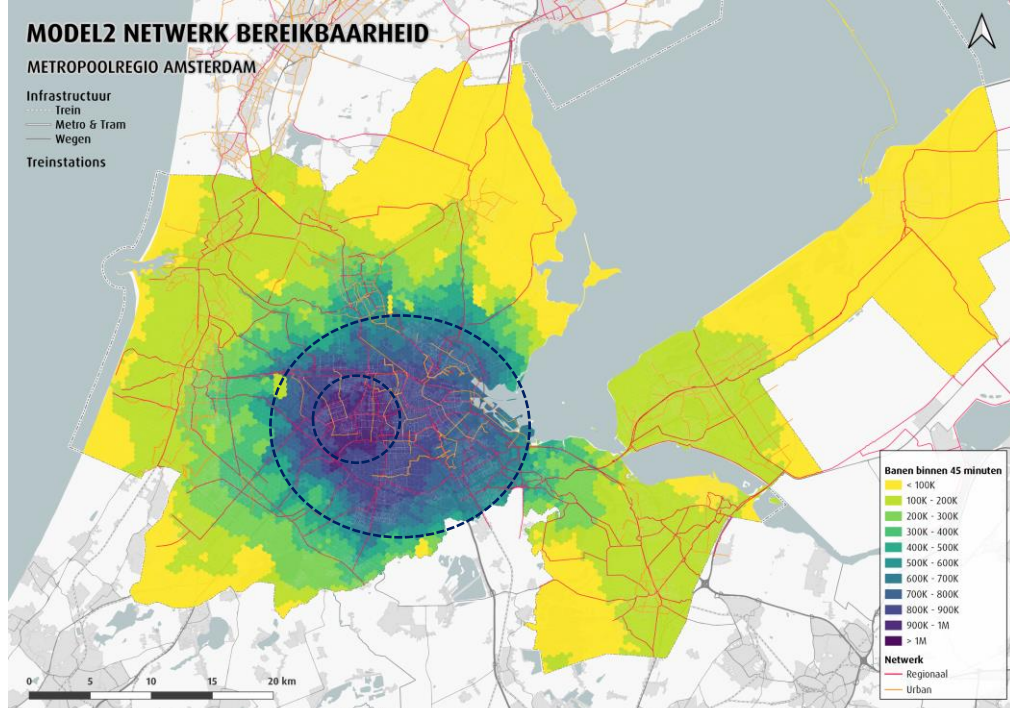 MODEL2 NETWERK BEREIKBAARHEID
METROPOOLREGIO AMSTERDAM
Infrastructuur
Trein
Metro & Tram
Wegen
Treinstations
Banen binnen 45 minuten
< 100K
100K - 200K
200K - 300K
300K - 400K
400K - 500K
500K - 600K
600K - 700K
700K - 800K
800K - 900K
900K - 1M
> 1M
Netwerk
Regionaal
Urban
0 5 10 15 20 km